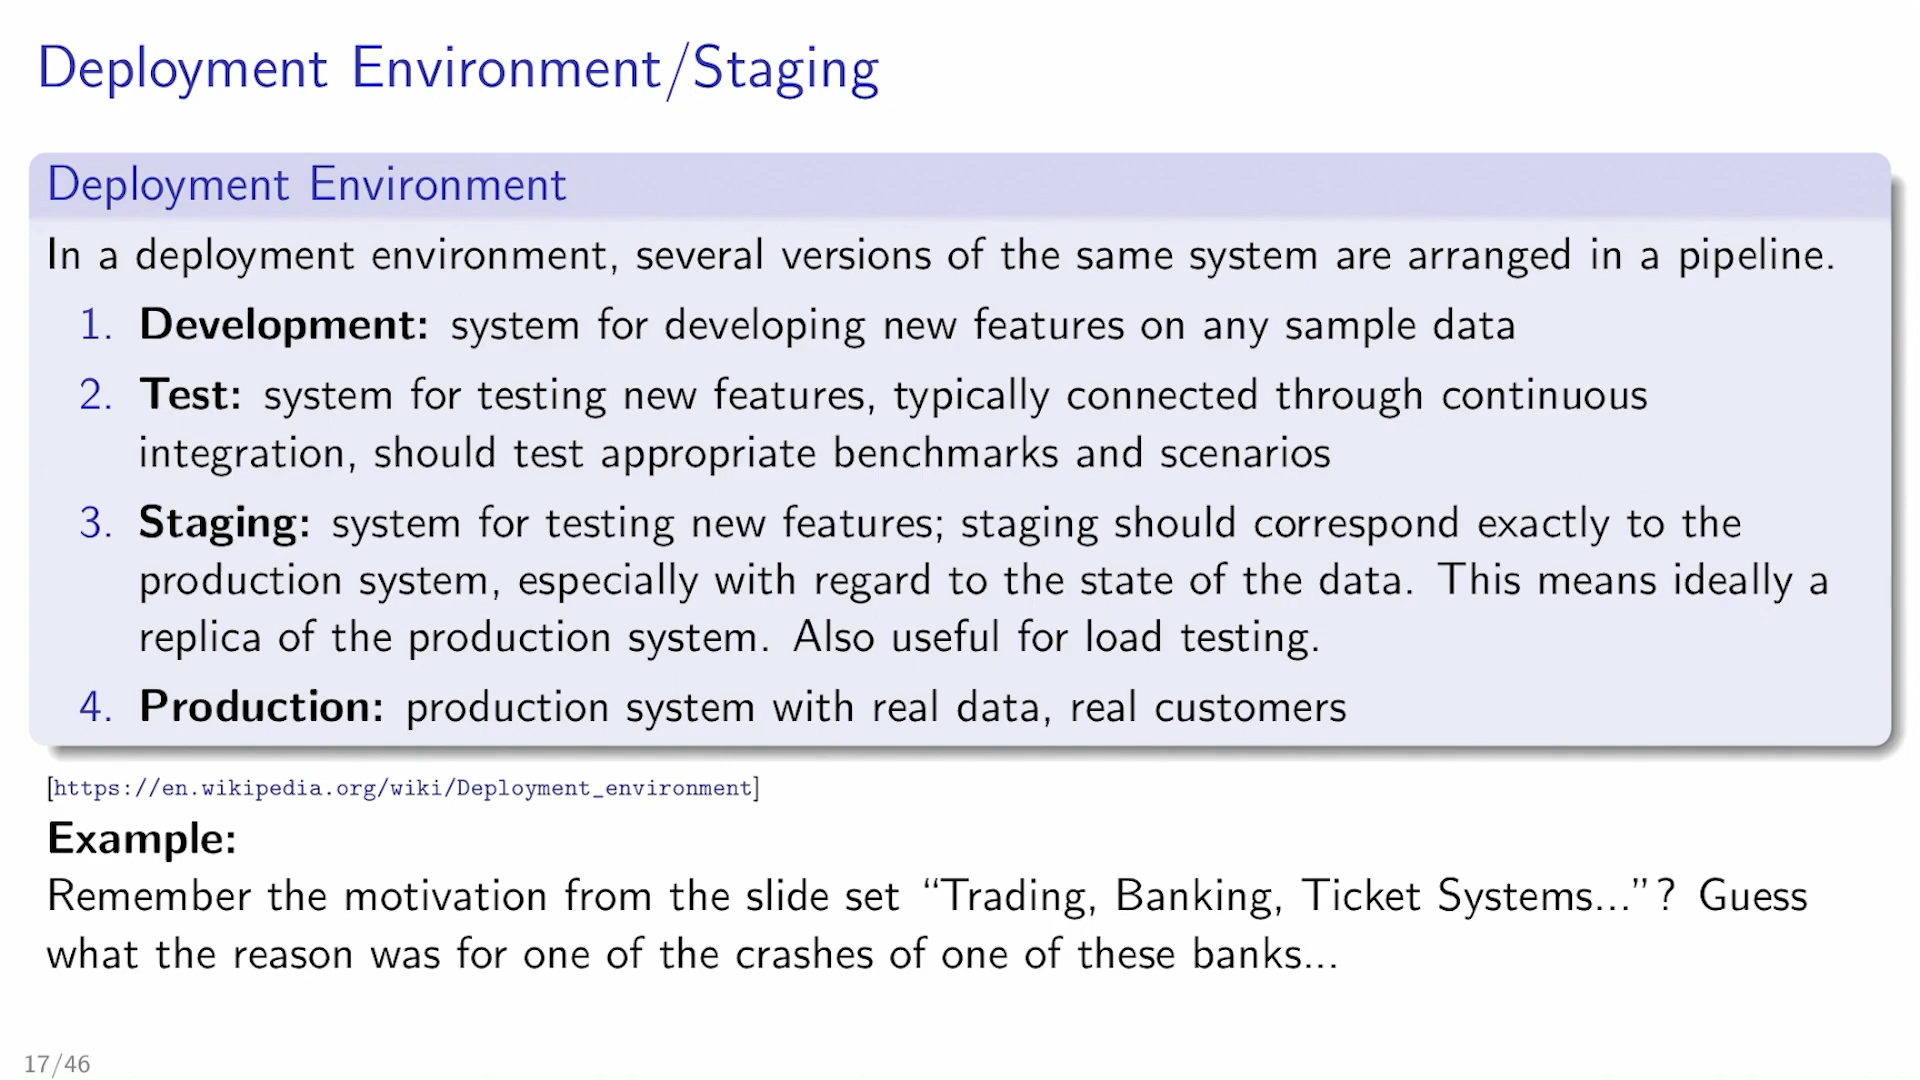 Deployment Environment/Staging
Deployment Environment
In a deployment environment, several versions of the same system are arranged in a pipeline.
1. Development: system for developing new features on any sample data
2. Test: system for testing new features, typically connected through continuous
integration, should test appropriate benchmarks and scenarios
3. Staging: system for testing new features; staging should correspond exactly to the
production system, especially with regard to the state of the data. This means ideally a
replica of the production system. Also useful for load testing.
4. Production: production system with real data, real customers
[https://en.wikipedia.org/wiki/Deployment_environment]
Example:
Remember the motivation from the slide set “Trading, Banking, Ticket Systems...”? Guess
what the reason was for one of the crashes of one of these banks...
17/46